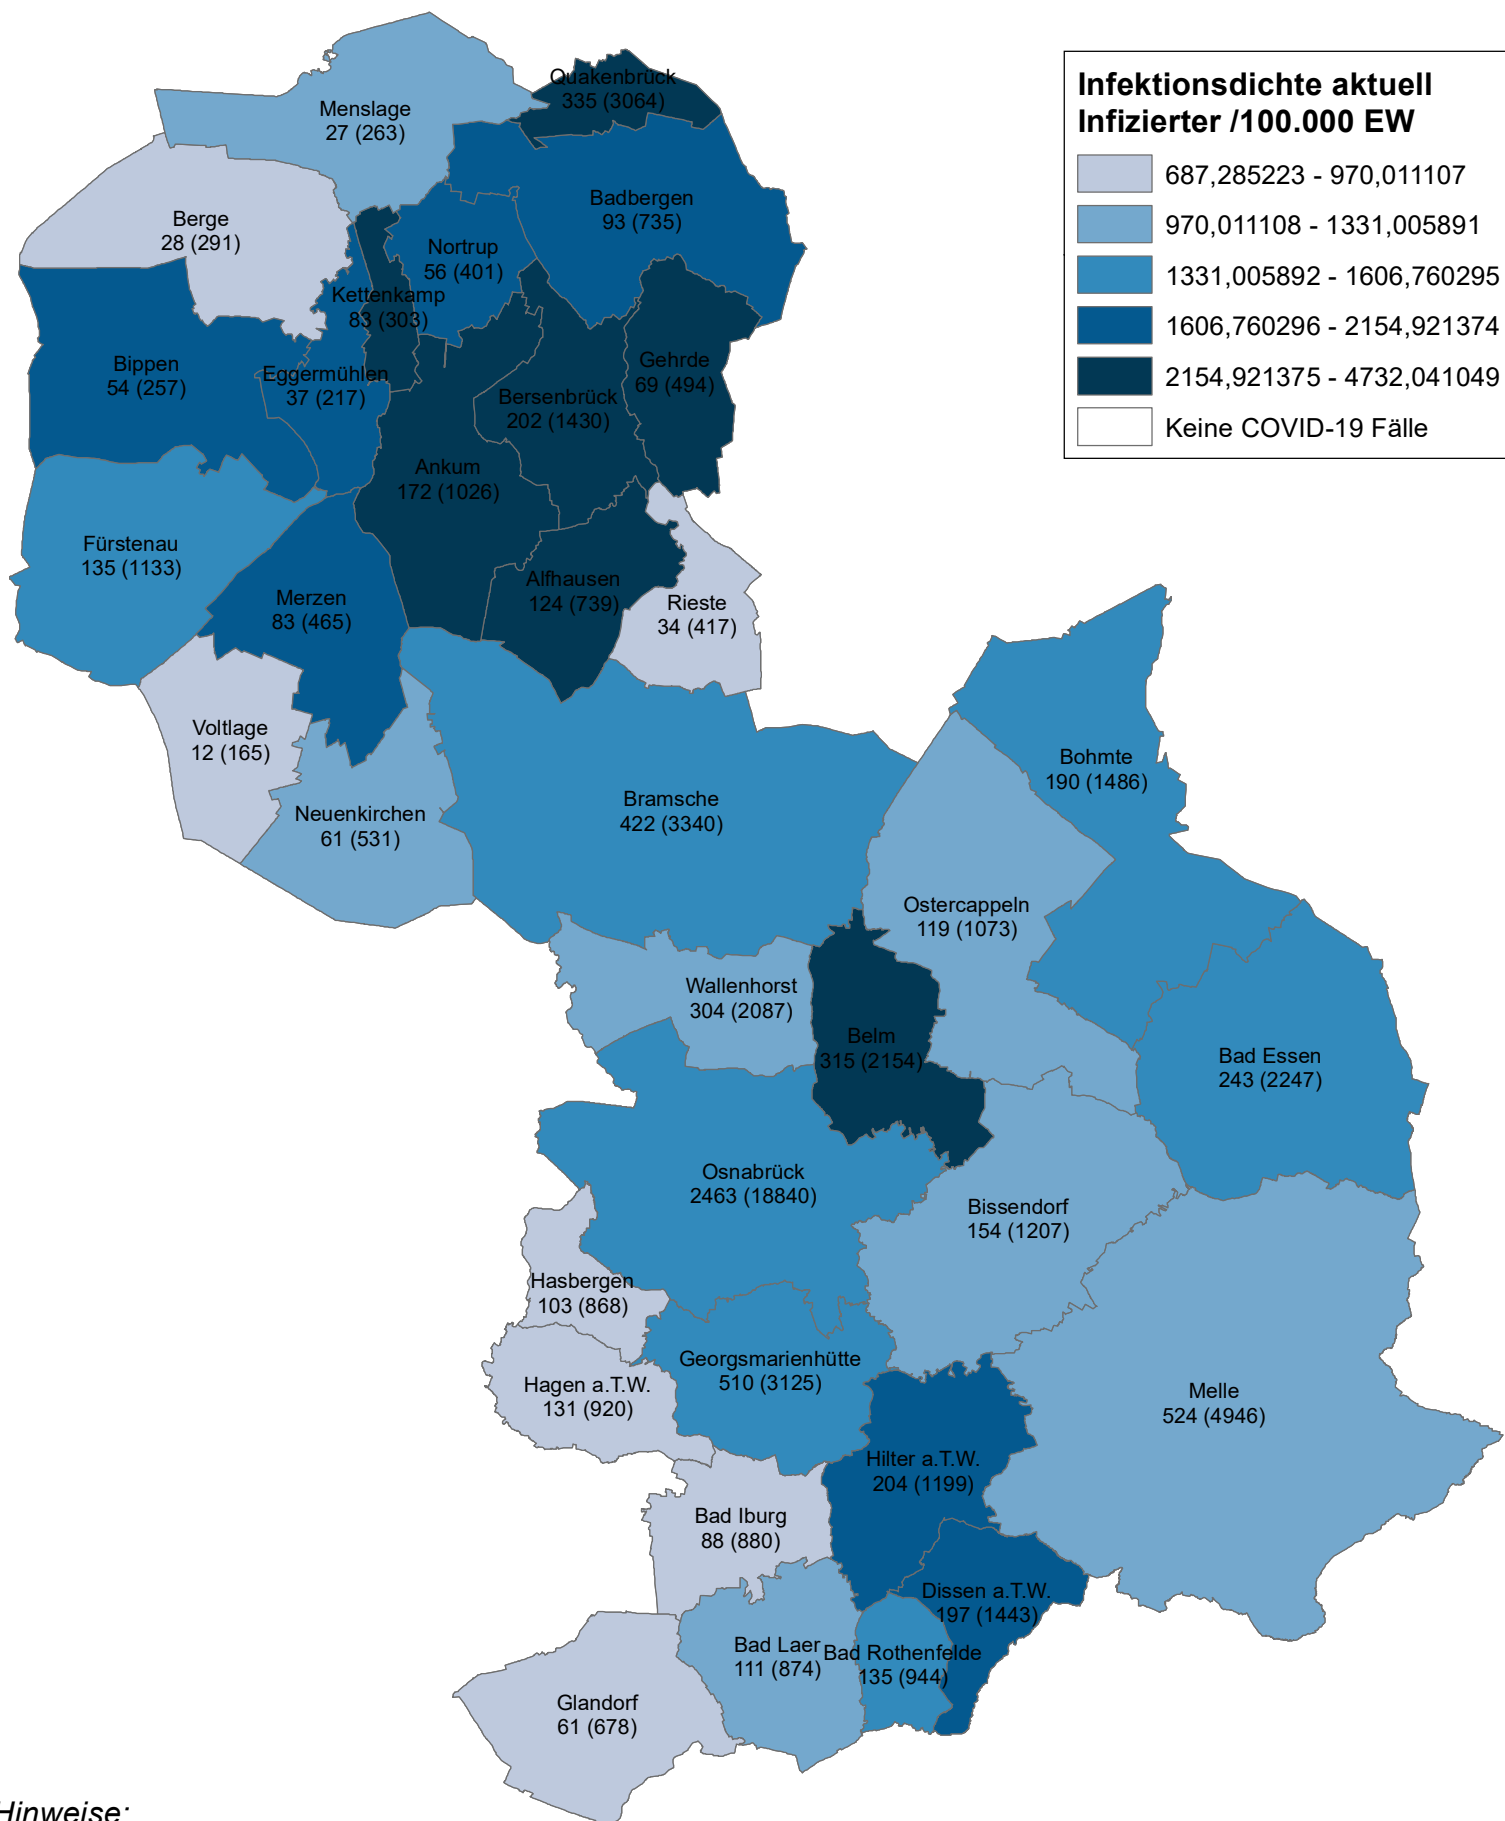 Infektionsdichte aktuell
Infizierter /100.000 EW
687,285223 - 970,011107
970,011108 - 1331,005891
1331,005892 - 1606,760295
1606,760296 - 2154,921374
2154,921375 - 4732,041049
Keine COVID-19 Fälle
Quakenbrück
335 (3064)
Menslage
27 (263)
Badbergen
93 (735)
Berge
28 (291)
Nortrup
56 (401)
Kettenkamp
83 (303)
Bippen
54 (257)
Eggermühlen
37 (217)
Gehrde
69 (494)
Bersenbrück
202 (1430)
Ankum
172 (1026)
Fürstenau
135 (1133)
Merzen
83 (465)
Alfhausen
124 (739)
Rieste
34 (417)
Voltlage
12 (165)
Neuenkirchen
61 (531)
Bramsche
422 (3340)
Bohmte
190 (1486)
Ostercappeln
119 (1073)
Wallenhorst
304 (2087)
Belm
315 (2154)
Bad Essen
243 (2247)
Osnabrück
2463 (18840)
Bissendorf
154 (1207)
Hasbergen
103 (868)
Georgsmarienhütte
510 (3125)
Hagen a.T.W.
131 (920)
Melle
524 (4946)
Hilter a.T.W.
204 (1199)
Bad Iburg
88 (880)
Dissen a.T.W.
197 (1443)
Bad Laer
111 (874)
Bad Rothenfelde
135 (944)
Glandorf
61 (678)
Hinweise: